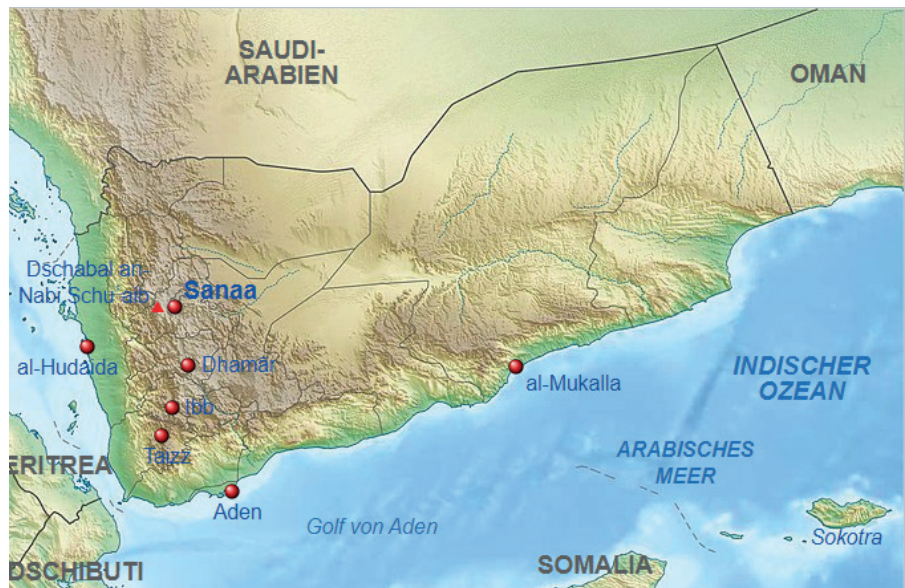 SAUDI-
ARABIEN
OMAN
Dschabal an
Nabi Schu'aib
Sanaa
al-Hudaida
Dhamār
al-Mukalla
INDISCHER
OZEAN
Ibb
Taizz
ERITREA
ARABISCHES
MEER
Aden
Golf von Aden
Sokotra
DSCHIBUTI
SOMALIA